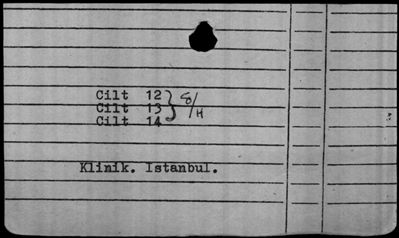 Cilt 12
Cilt 13
Cilt 14
Klinik. Istanbul.